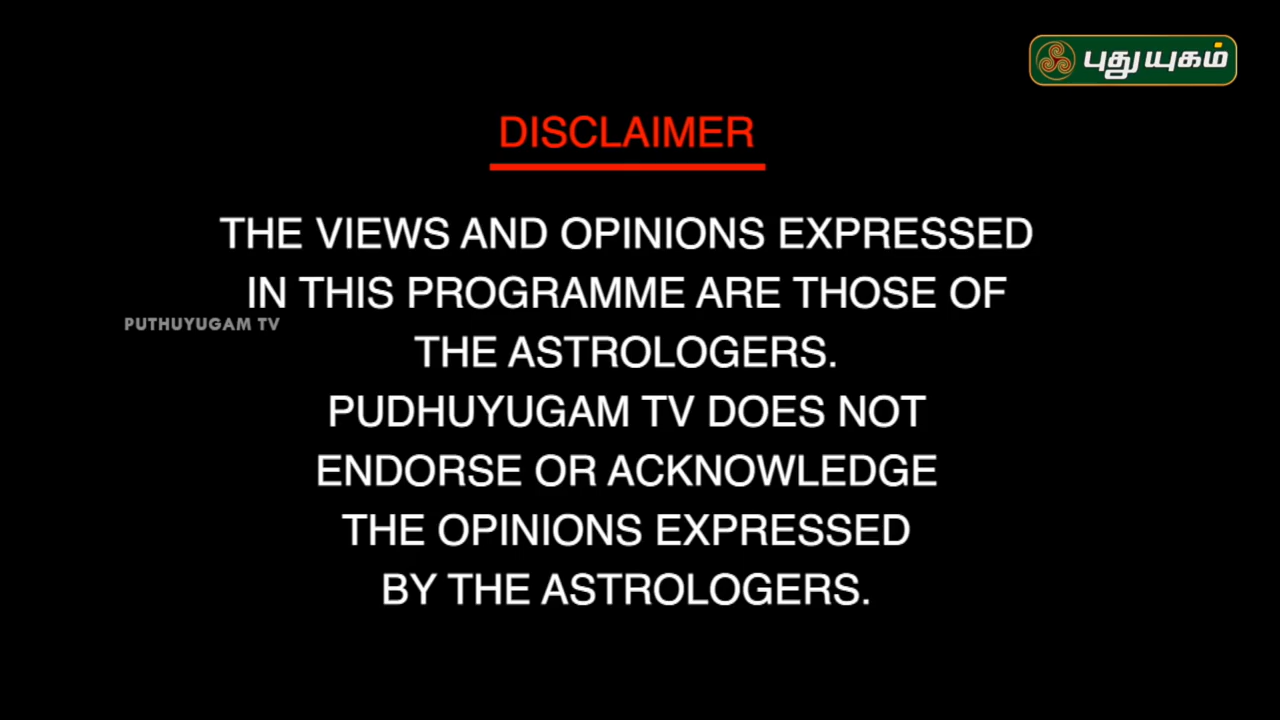 புதுயுகம்
DISCLAIMER
THE VIEWS AND OPINIONS EXPRESSED
IN THIS PROGRAMME ARE THOSE OF
PUTHUYUGAM TV
THE ASTROLOGERS.
PUDHUYUGAM TV DOES NOT
ENDORSE OR ACKNOWLEDGE
THE OPINIONS EXPRESSED
BY THE ASTROLOGERS.